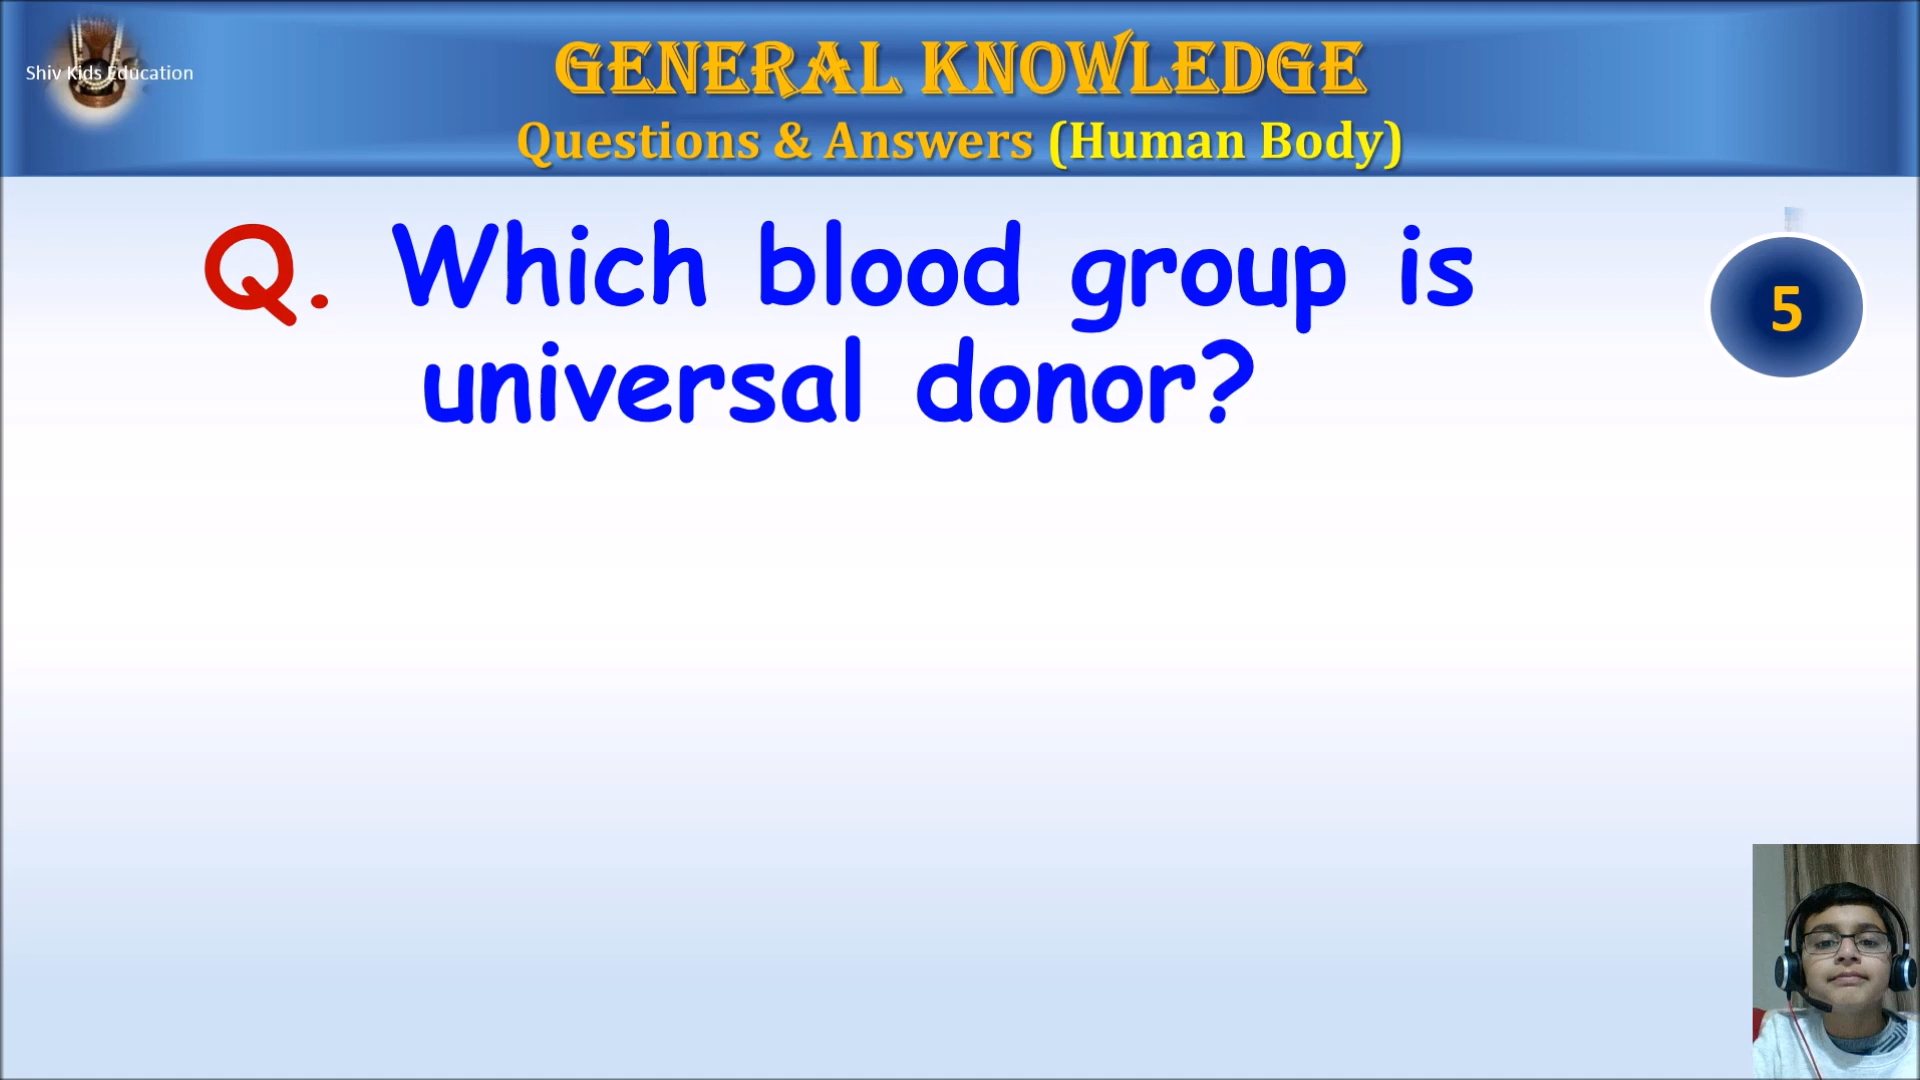 Shiv Kids Education
GENERAL KNOWLEDGE
Questions & Answers (Human Body)
Q. Which blood group is
universal donor?
5